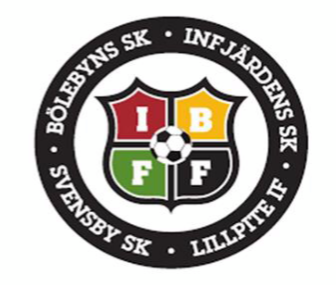 BÖLEBYNS SK · INFJÄRDENS SK · LILLPITE IF · SVENSBY SK ·
I B
F F